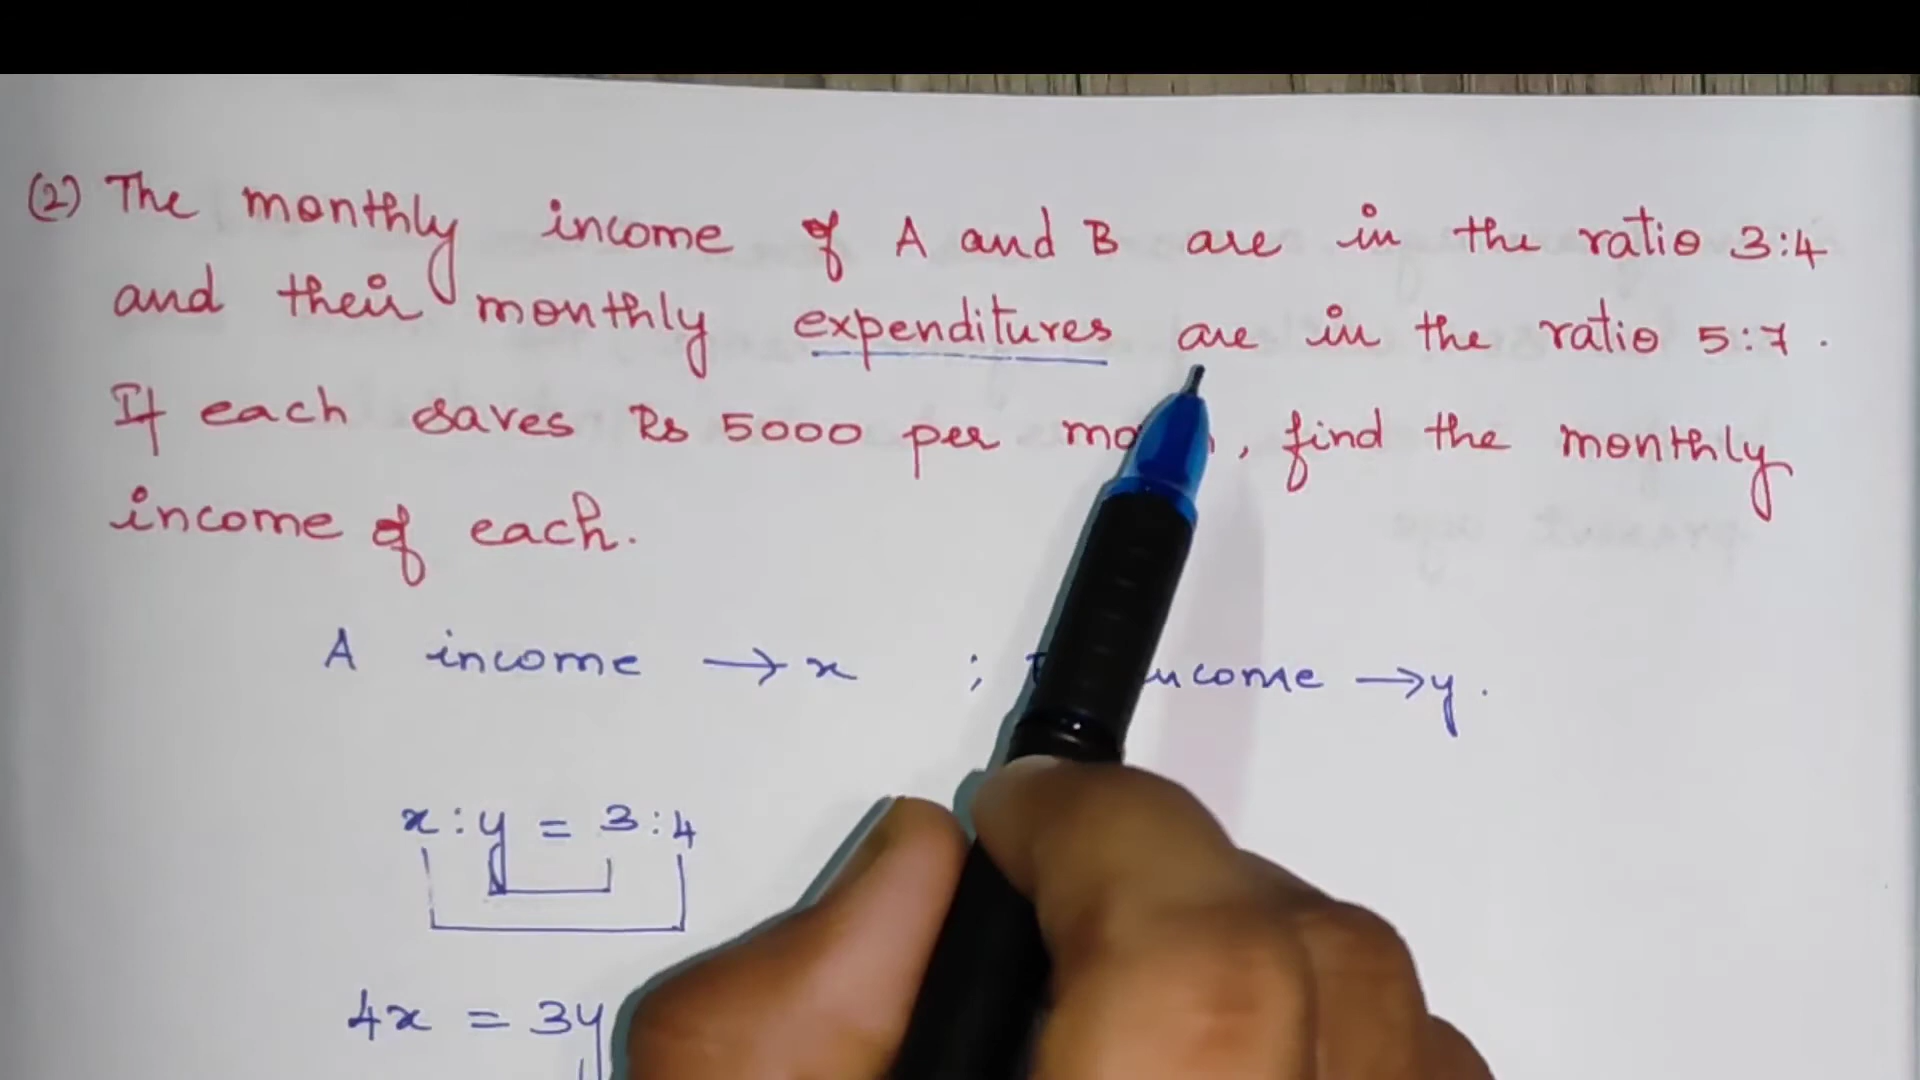 (2) The monthly income of A and B are in the ratio 3:4
and their monthly expenditures are in the ratio 5:7.
If each saves Rs 5000 per , find the monthly
income of each.
A income → x ; income → y.
x : y = 3 : 4
4x = 3y